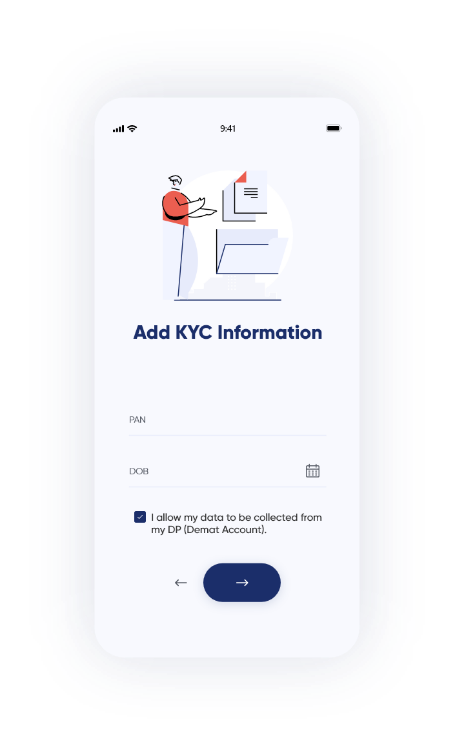 9:41
Add KYC Information
PAN
DOB
I allow my data to be collected from
my DP (Demat Account).